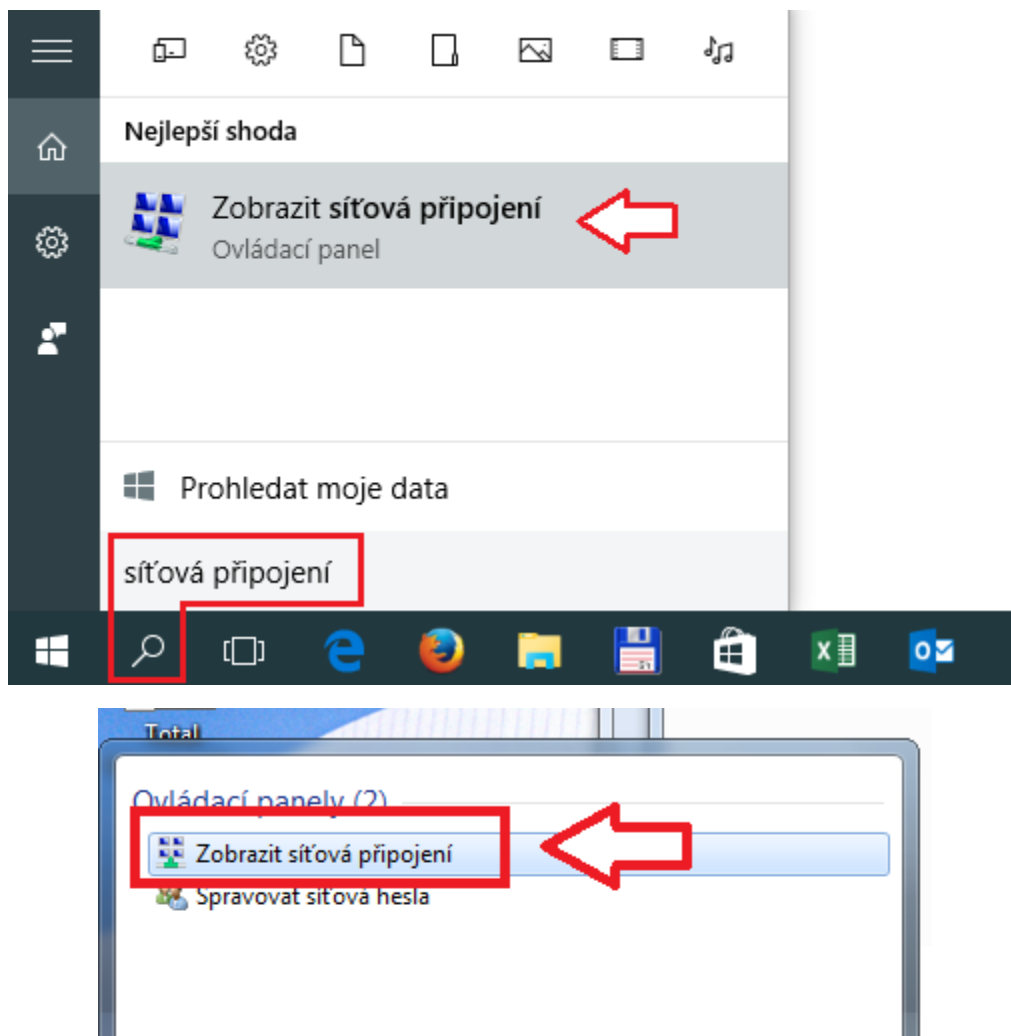 Nejlepší shoda
Zobrazit síťová připojení
Ovládací panel
Prohledat moje data
síťová připojení
Total
Ovládací panely (2)
Zobrazit síťová připojení
Spravovat síťová hesla